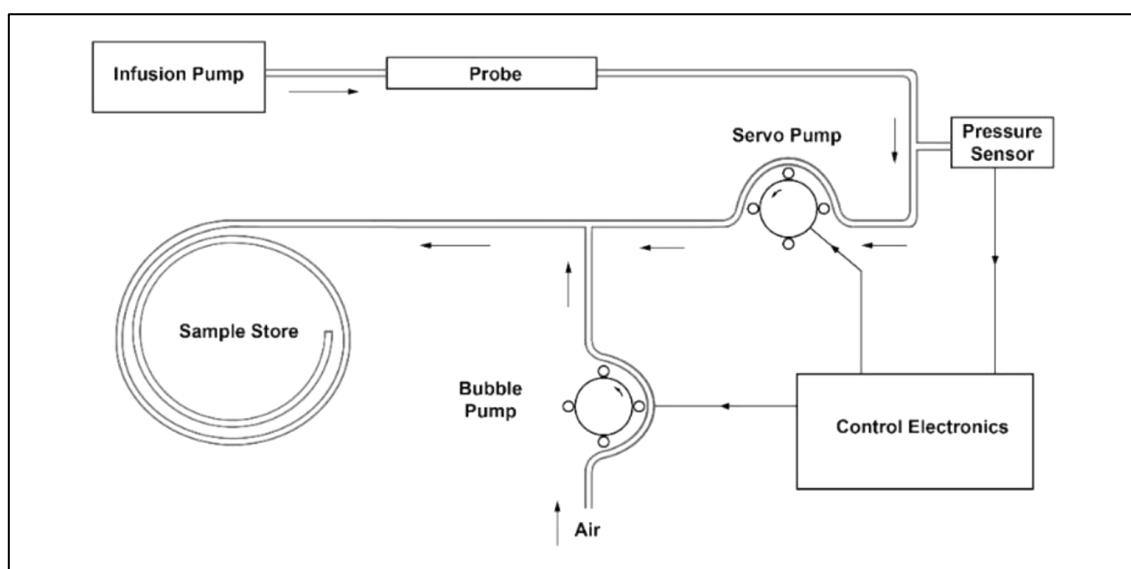 Infusion Pump
Probe
Servo Pump
Pressure
Sensor
Sample Store
Bubble
Pump
Control Electronics
Air